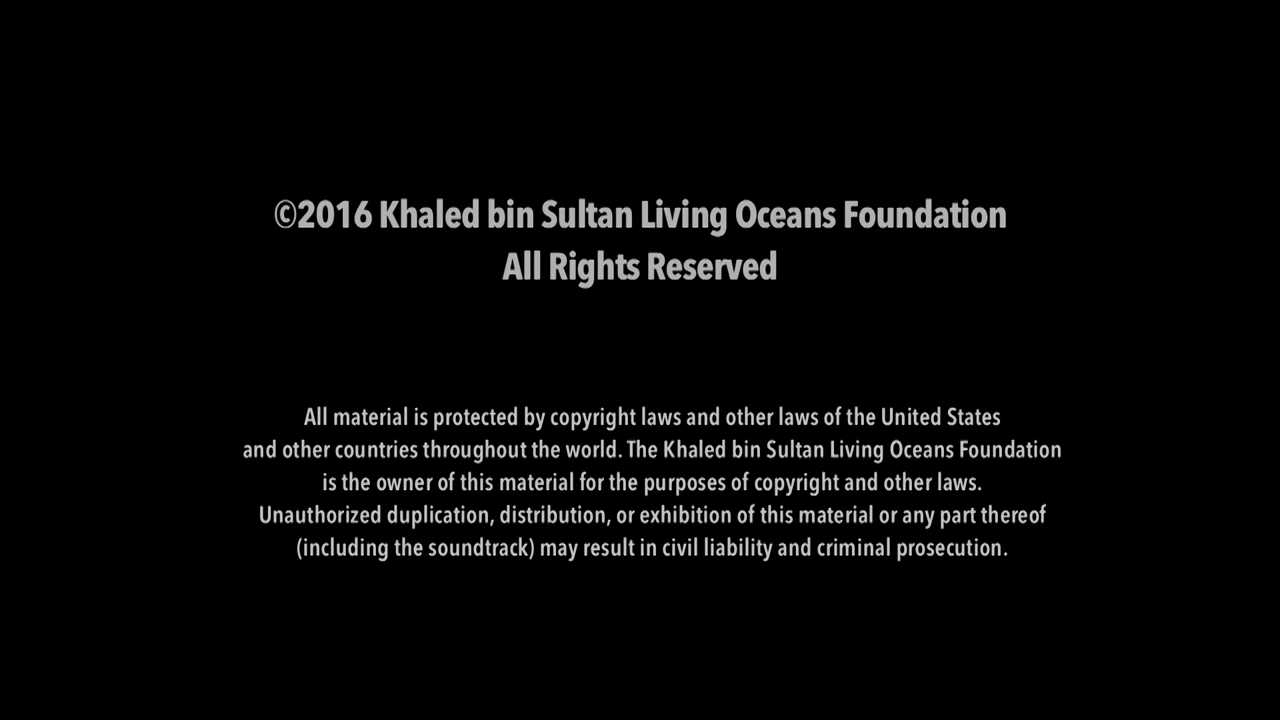 ©2016 Khaled bin Sultan Living Oceans Foundation
All Rights Reserved
All material is protected by copyright laws and other laws of the United States
and other countries throughout the world. The Khaled bin Sultan Living Oceans Foundation
is the owner of this material for the purposes of copyright and other laws.
Unauthorized duplication, distribution, or exhibition of this material or any part thereof
(including the soundtrack) may result in civil liability and criminal prosecution.